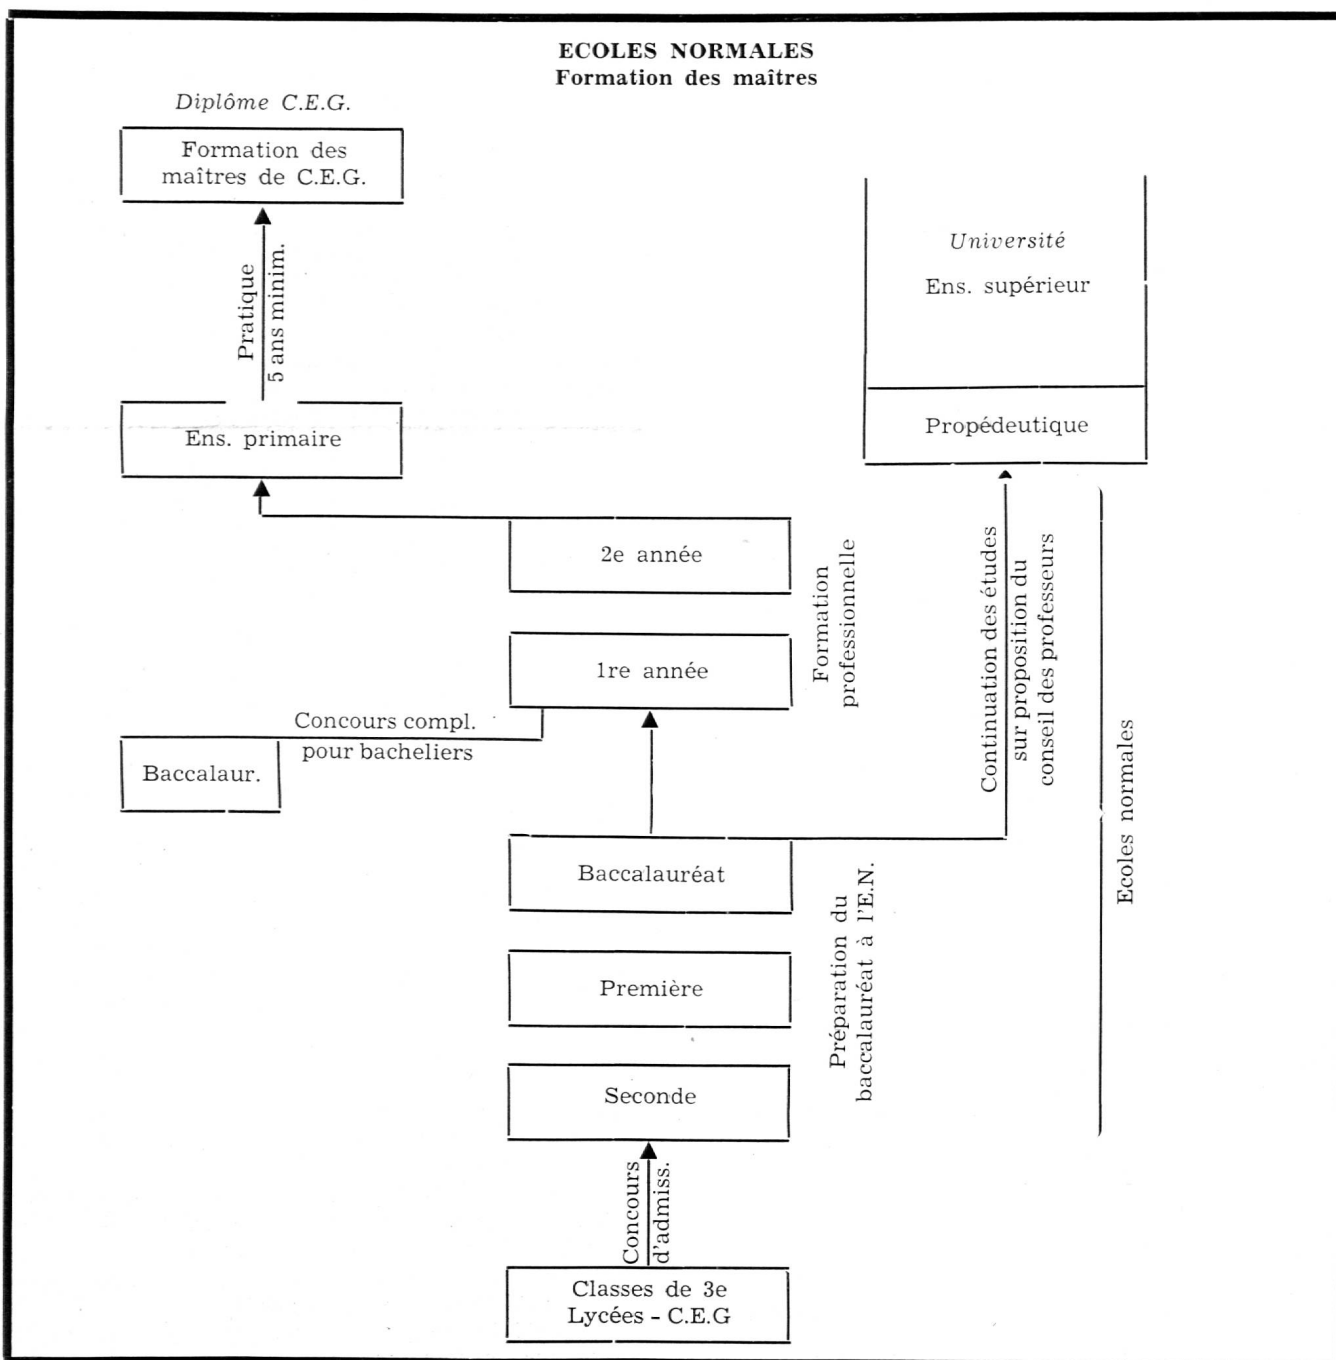 ECOLES NORMALES
Formation des maîtres
Diplôme C.E.G.
Formation des
maîtres de C.E.G.
Pratique
5 ans minim.
Université
Ens. supérieur
Propédeutique
Ens. primaire
2e année
1re année
Formation
professionnelle
Continuation des études
sur proposition du
conseil des professeurs
Ecoles normales
Concours compl.
pour bacheliers
Baccalaur.
Baccalauréat
Première
Seconde
Préparation du
baccalauréat à l'E.N.
Concours
d'admiss.
Classes de 3e
Lycées - C.E.G